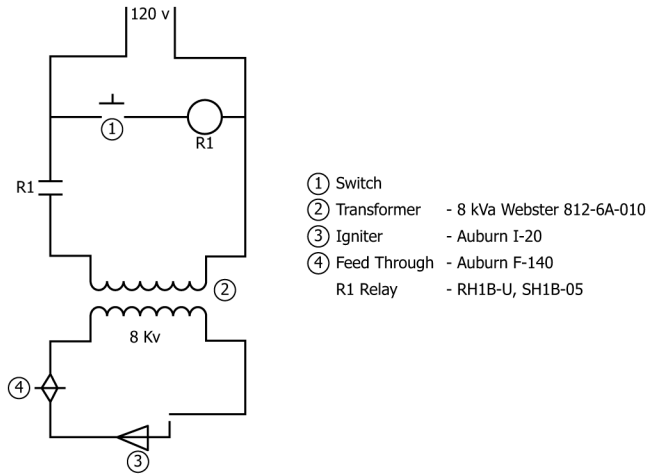 120 v
1
R1
R1
2
8 Kv
4
3
1 Switch
2 Transformer - 8 kVa Webster 812-6A-010
3 Igniter - Auburn I-20
4 Feed Through - Auburn F-140
R1 Relay - RH1B-U, SH1B-05